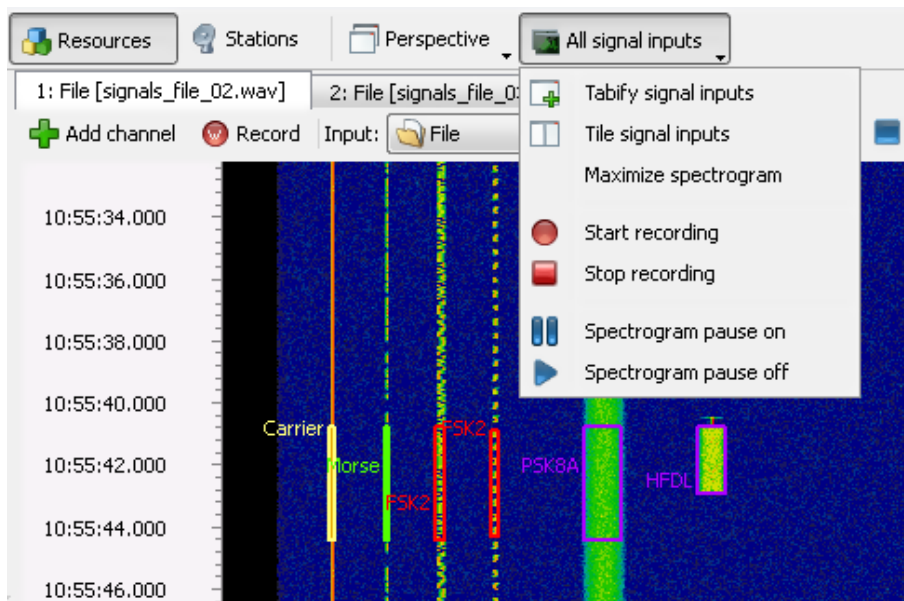 Resources Stations Perspective All signal inputs
1: File [signals_file_02.wav] 2: File [signals_file_0
Tabify signal inputs
Add channel Record Input: File
Tile signal inputs
Maximize spectrogram
10:55:34.000
Start recording
Stop recording
10:55:36.000
Spectrogram pause on
10:55:38.000
Spectrogram pause off
10:55:40.000
Carrier FSK2
10:55:42.000
Morse PSK8A
HFDL
FSK2
10:55:44.000
10:55:46.000